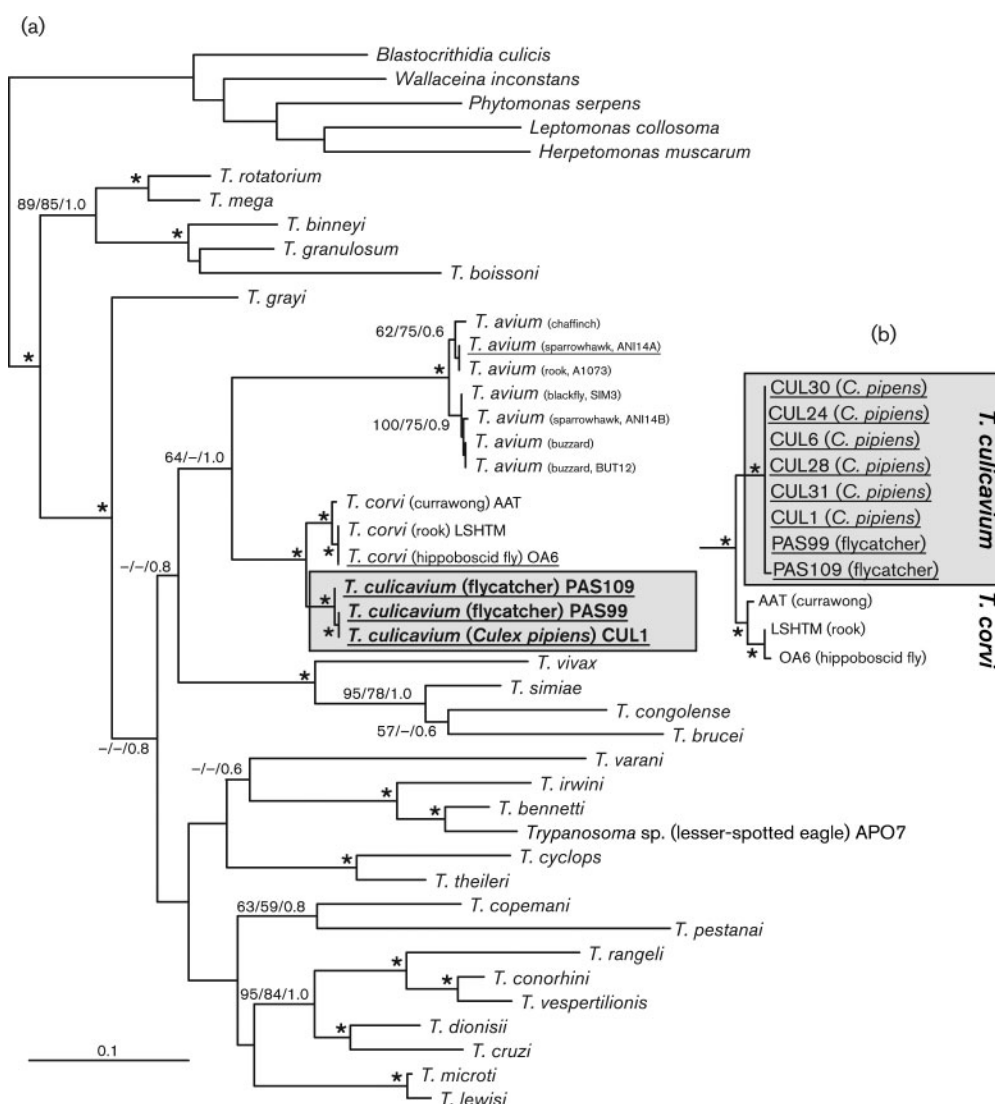 (a)
Blastocrithidia culicis
Wallaceina inconstans
Phytomonas serpens
Leptomonas collosoma
Herpetomonas muscarum
*
T. rotatorium
89/85/1.0
T. mega
*
T. binneyi
T. granulosum
T. boissoni
T. grayi
*
62/75/0.6
T. avium (chaffinch)
T. avium (sparrowhawk, ANI14A)
*
T. avium (rook, A1073)
T. avium (blackfly, SIM3)
100/75/0.9
T. avium (sparrowhawk, ANI14B)
T. avium (buzzard)
64/–/1.0
T. avium (buzzard, BUT12)
*
*
T. corvi (currawong) AAT
T. corvi (rook) LSHTM
*
T. corvi (hippoboscid fly) OA6
–/–/0.8
*
T. culicavium (flycatcher) PAS109
T. culicavium (flycatcher) PAS99
*
T. culicavium (Culex pipiens) CUL1
*
T. vivax
95/78/1.0
T. simiae
T. congolense
57/–/0.6
T. brucei
–/–/0.8
–/–/0.6
T. varani
*
T. irwini
*
T. bennetti
Trypanosoma sp. (lesser-spotted eagle) APO7
*
T. cyclops
T. theileri
63/59/0.8
T. copemani
T. pestanai
*
T. rangeli
*
T. conorhini
95/84/1.0
T. vespertilionis
*
T. dionisii
T. cruzi
0.1
*
T. microti
T. lewisi
(b)
CUL30 (C. pipens)
CUL24 (C. pipiens)
CUL6 (C. pipiens)
*
CUL28 (C. pipiens)
CUL31 (C. pipiens)
CUL1 (C. pipiens)
*
PAS99 (flycatcher)
PAS109 (flycatcher)
T. culicavium
AAT (currawong)
*
LSHTM (rook)
*
OA6 (hippoboscid fly)
T. corvi